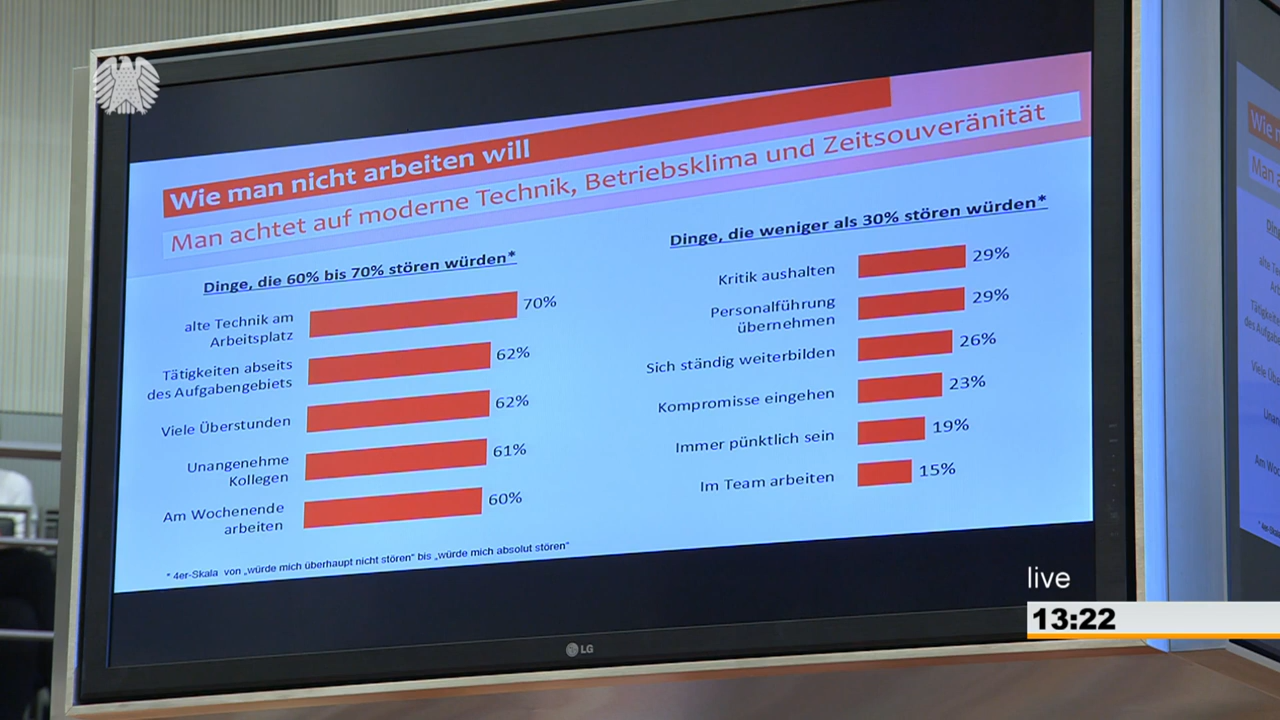 Wie man nicht arbeiten will
Man achtet auf moderne Technik, Betriebsklima und Zeitsouveränität
Dinge, die 60% bis 70% stören würden*
alte Technik am
Arbeitsplatz
70%
Tätigkeiten abseits
des Aufgabengebiets
62%
Viele Überstunden
62%
Unangenehme
Kollegen
61%
Am Wochenende
arbeiten
60%
Dinge, die weniger als 30% stören würden*
Kritik aushalten
29%
Personalführung
übernehmen
29%
Sich ständig weiterbilden
26%
Kompromisse eingehen
23%
Immer pünktlich sein
19%
Im Team arbeiten
15%
* 4er-Skala von „würde mich überhaupt nicht stören“ bis „würde mich absolut stören“
LG
live
13:22
Wie
Man